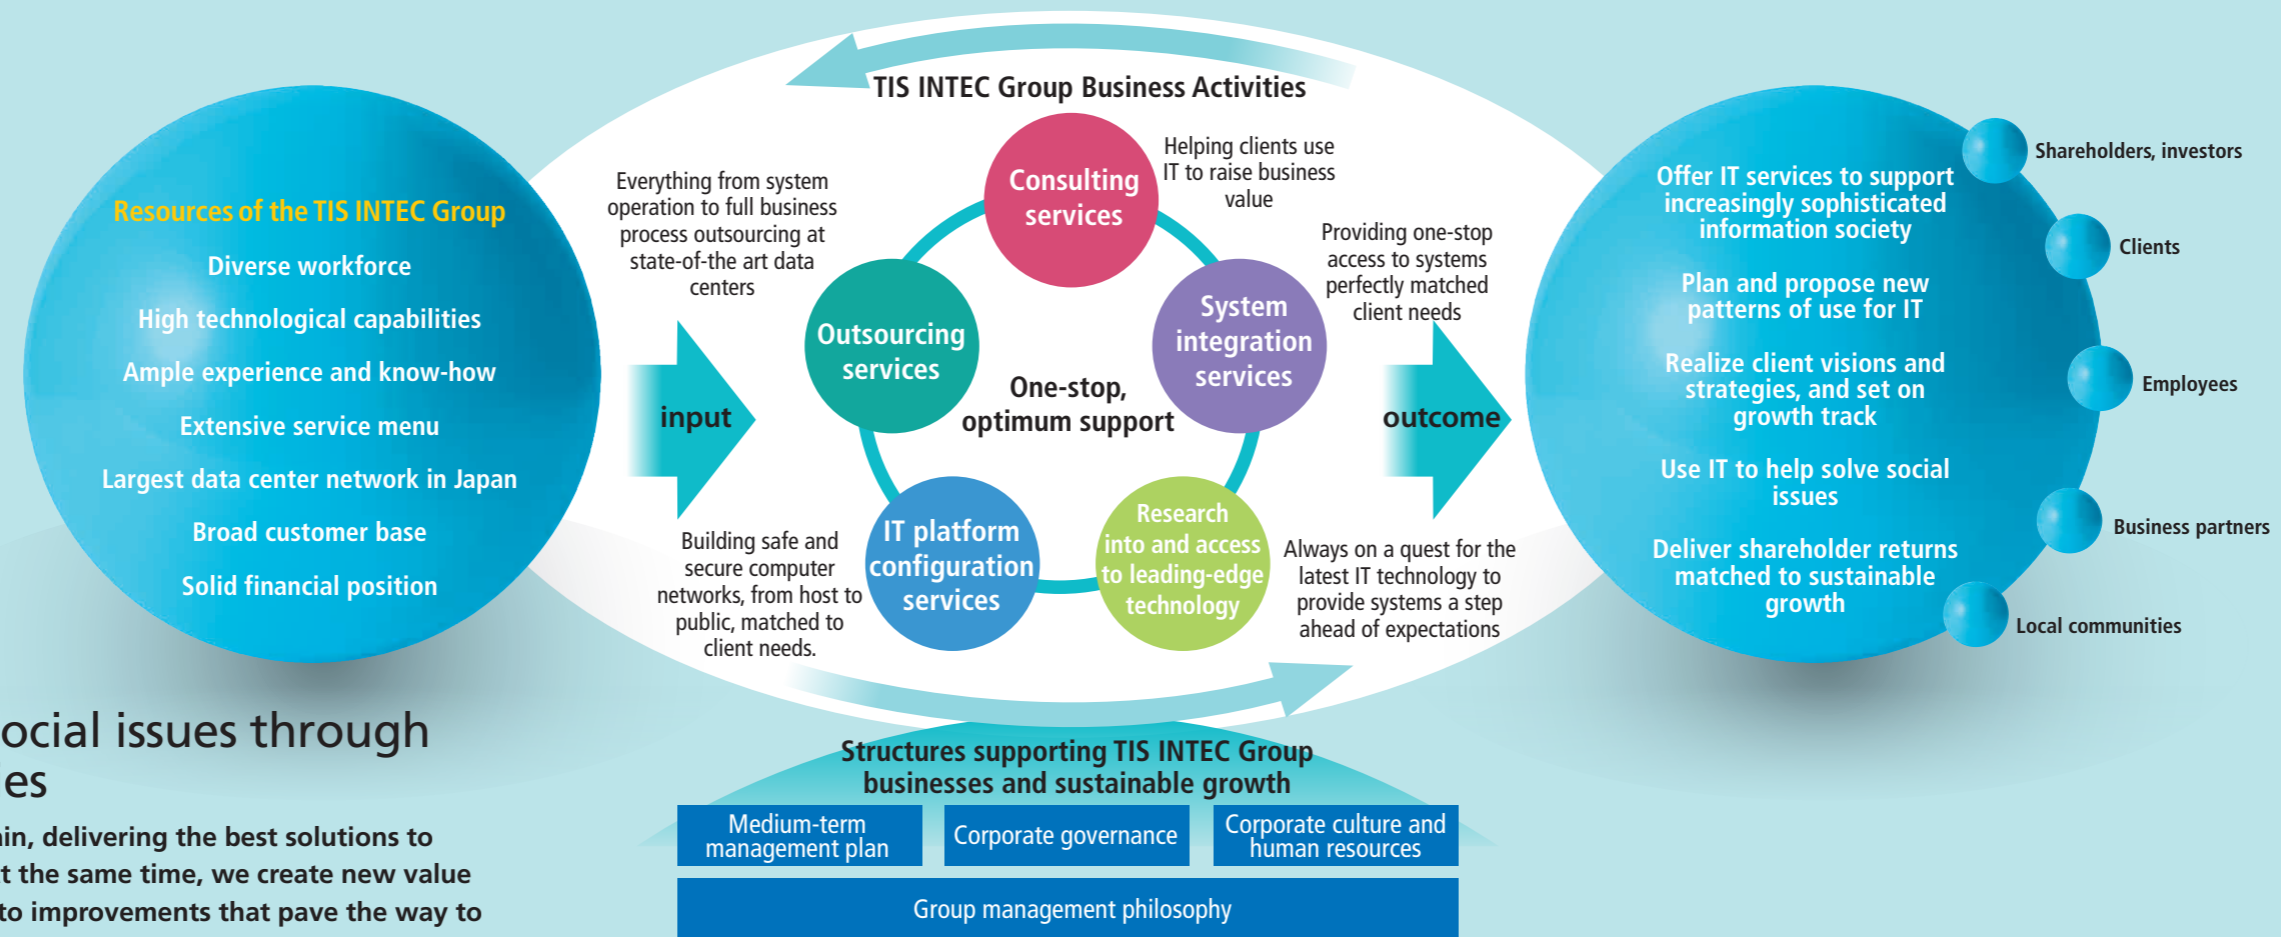 Resources of the TIS INTEC Group
Diverse workforce
High technological capabilities
Ample experience and know-how
Extensive service menu
Largest data center network in Japan
Broad customer base
Solid financial position
input
TIS INTEC Group Business Activities
Consulting
services
Helping clients use
IT to raise business
value
Everything from system
operation to full business
process outsourcing at
state-of-the art data
centers
Outsourcing
services
System
integration
services
Providing one-stop
access to systems
perfectly matched
client needs
One-stop,
optimum support
IT platform
configuration
services
Building safe and
secure computer
networks, from host to
public, matched to
client needs.
Research
into and access
to leading-edge
technology
Always on a quest for the
latest IT technology to
provide systems a step
ahead of expectations
outcome
Offer IT services to support
increasingly sophisticated
information society
Plan and propose new
patterns of use for IT
Realize client visions and
strategies, and set on
growth track
Use IT to help solve social
issues
Deliver shareholder returns
matched to sustainable
growth
Shareholders, investors
Clients
Employees
Business partners
Local communities
Structures supporting TIS INTEC Group
businesses and sustainable growth
Medium-term
management plan
Corporate governance
Corporate culture and
human resources
Group management philosophy
ocial issues through
ies
in, delivering the best solutions to
t the same time, we create new value
to improvements that pave the way to